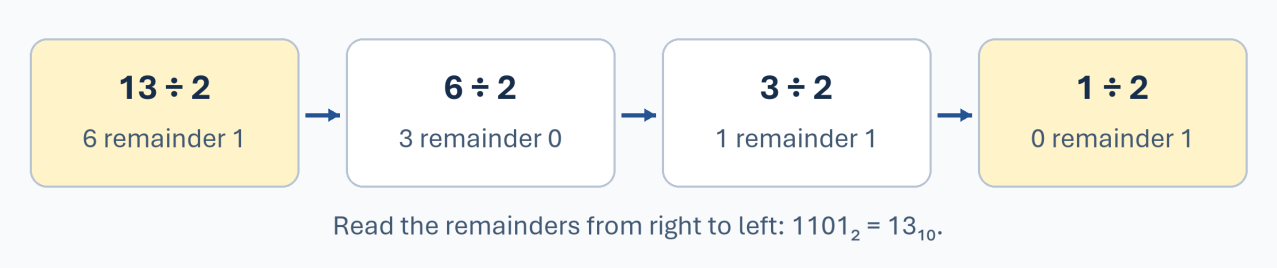 13 ÷ 2
6 remainder 1
6 ÷ 2
3 remainder 0
3 ÷ 2
1 remainder 1
1 ÷ 2
0 remainder 1
Read the remainders from right to left: 1101₂ = 13₁₀.